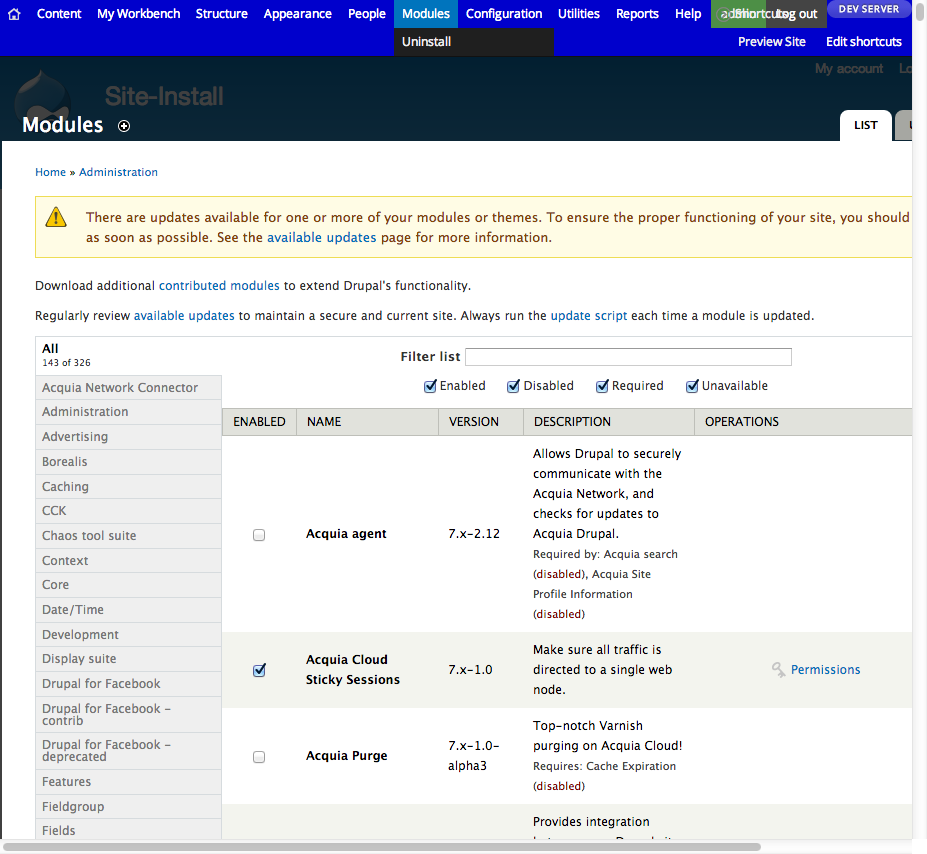 Content My Workbench Structure Appearance People Modules Configuration Utilities Reports Help Shortcuts Log out DEV SERVER
Uninstall Preview Site Edit shortcuts
My account
Site-Install
Modules LIST
Home » Administration
There are updates available for one or more of your modules or themes. To ensure the proper functioning of your site, you should
as soon as possible. See the available updates page for more information.
Download additional contributed modules to extend Drupal's functionality.
Regularly review available updates to maintain a secure and current site. Always run the update script each time a module is updated.
All
143 of 326
Acquia Network Connector
Administration
Advertising
Borealis
Caching
CCK
Chaos tool suite
Context
Core
Date/Time
Development
Display suite
Drupal for Facebook
Drupal for Facebook -
contrib
Drupal for Facebook -
deprecated
Features
Fieldgroup
Fields
Filter list
Enabled Disabled Required Unavailable
ENABLED NAME VERSION DESCRIPTION OPERATIONS
Acquia agent
7.x-2.12
Allows Drupal to securely
communicate with the
Acquia Network, and
checks for updates to
Acquia Drupal.
Required by: Acquia search
(disabled), Acquia Site
Profile Information
(disabled)
Acquia Cloud
Sticky Sessions
7.x-1.0
Make sure all traffic is
directed to a single web
node.
Permissions
Acquia Purge
7.x-1.0-
alpha3
Top-notch Varnish
purging on Acquia Cloud!
Requires: Cache Expiration
(disabled)
Provides integration